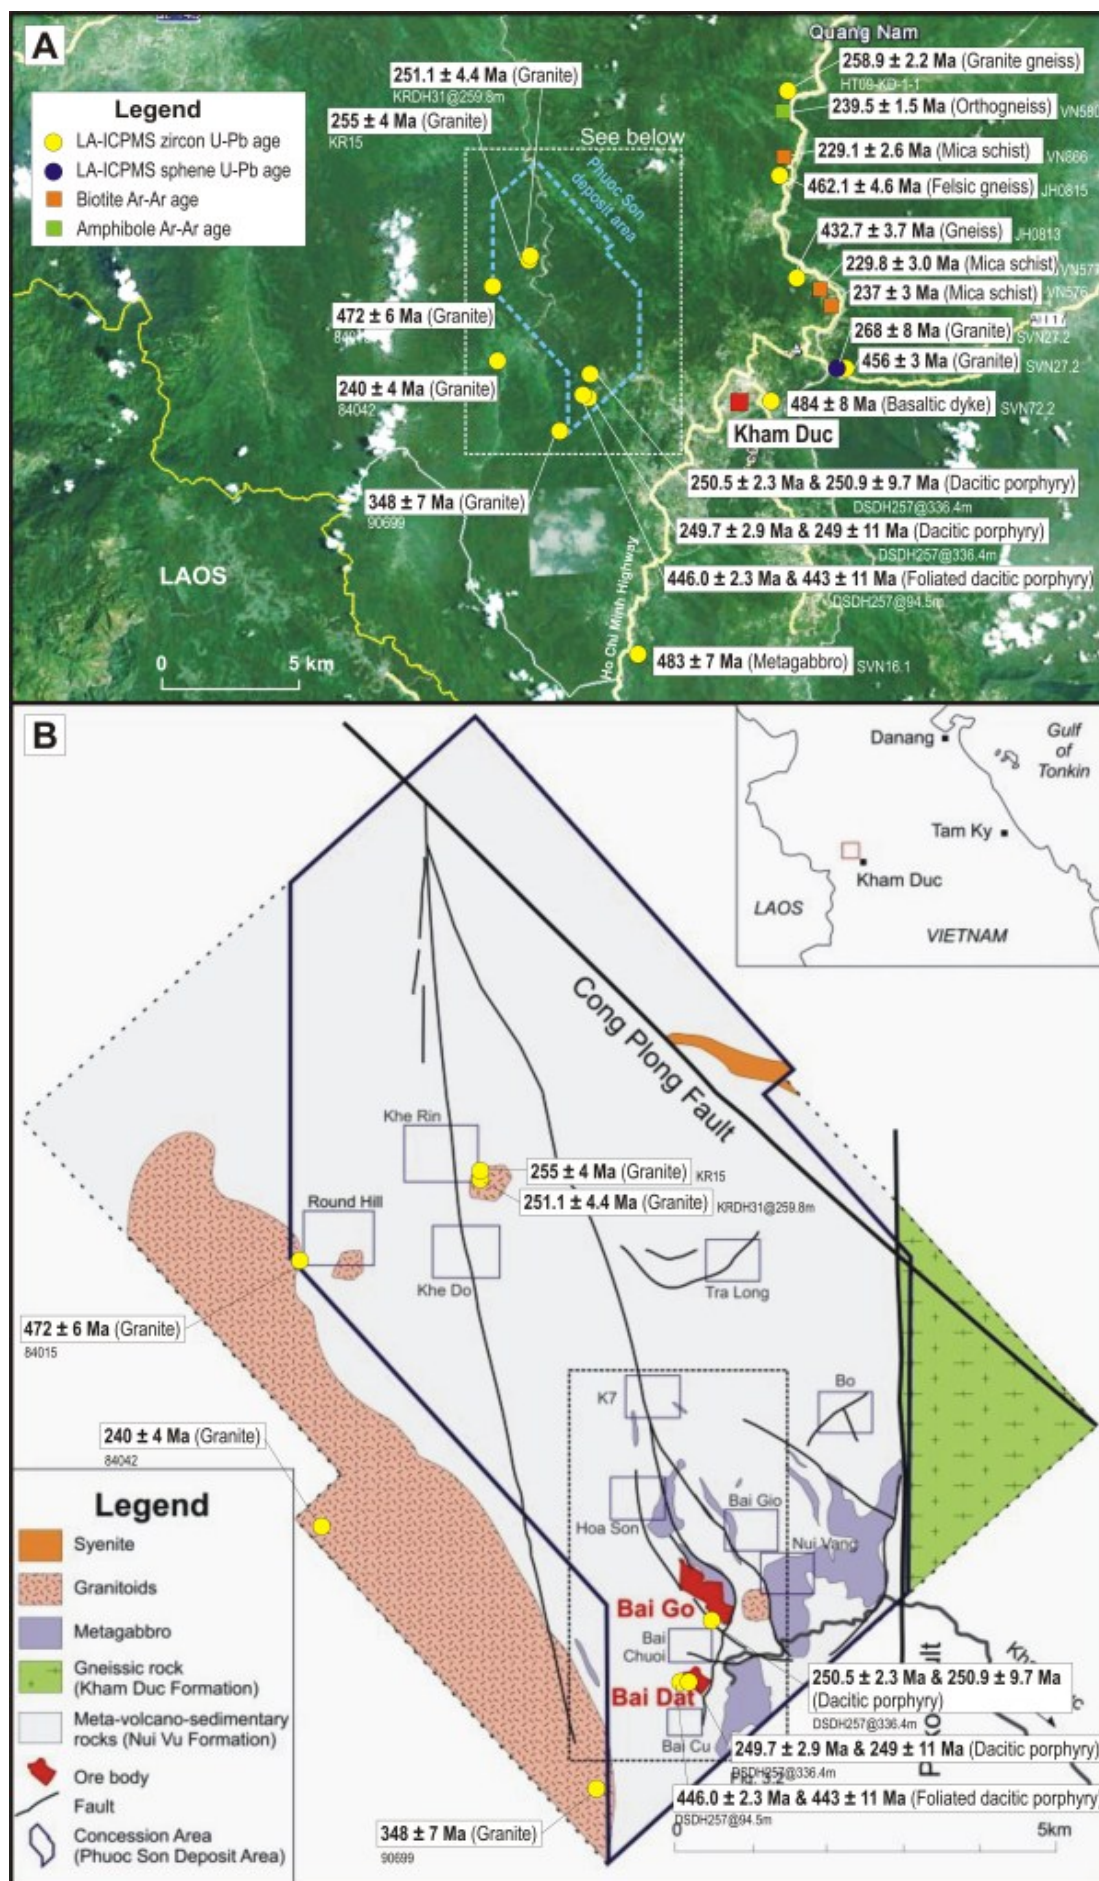 A
Quang Nam
Legend
LA-ICPMS zircon U-Pb age
LA-ICPMS sphene U-Pb age
Biotite Ar-Ar age
Amphibole Ar-Ar age
251.1 ± 4.4 Ma (Granite)
KRDH31@259.8m
255 ± 4 Ma (Granite)
KR15
See below
Phuoc Son
deposit area
258.9 ± 2.2 Ma (Granite gneiss)
HT09-KD-1-1
239.5 ± 1.5 Ma (Orthogneiss)
VN580
229.1 ± 2.6 Ma (Mica schist)
VN866
462.1 ± 4.6 Ma (Felsic gneiss)
JH0815
432.7 ± 3.7 Ma (Gneiss)
JH0813
229.8 ± 3.0 Ma (Mica schist)
237 ± 3 Ma (Mica schist)
VN576
268 ± 8 Ma (Granite)
SVN27.2
456 ± 3 Ma (Granite)
SVN27.2
484 ± 8 Ma (Basaltic dyke)
SVN72.2
Kham Duc
472 ± 6 Ma (Granite)
240 ± 4 Ma (Granite)
84042
348 ± 7 Ma (Granite)
90699
250.5 ± 2.3 Ma & 250.9 ± 9.7 Ma (Dacitic porphyry)
DSDH257@336.4m
249.7 ± 2.9 Ma & 249 ± 11 Ma (Dacitic porphyry)
DSDH257@336.4m
446.0 ± 2.3 Ma & 443 ± 11 Ma (Foliated dacitic porphyry)
DSDH257@94.5m
483 ± 7 Ma (Metagabbro)
SVN16.1
LAOS
Ho Chi Minh Highway
0 5 km
B
Danang
Gulf
of
Tonkin
Tam Ky
Kham Duc
LAOS
VIETNAM
Cong Plong Fault
Khe Rin
255 ± 4 Ma (Granite)
KR15
251.1 ± 4.4 Ma (Granite)
KRDH31@259.8m
Round Hill
Khe Do
Tra Long
472 ± 6 Ma (Granite)
84015
K7
Bo
240 ± 4 Ma (Granite)
84042
Hoa Son
Bai Gio
Nui Vang
Bai Go
Bai
Chuoi
Bai Dat
Bai Cu
250.5 ± 2.3 Ma & 250.9 ± 9.7 Ma
(Dacitic porphyry)
DSDH257@336.4m
249.7 ± 2.9 Ma & 249 ± 11 Ma (Dacitic porphyry)
DSDH257@336.4m
446.0 ± 2.3 Ma & 443 ± 11 Ma (Foliated dacitic porphyry)
DSDH257@94.5m
348 ± 7 Ma (Granite)
90699
0 5km
Legend
Syenite
Granitoids
Metagabbro
Gneissic rock
(Kham Duc Formation)
Meta-volcano-sedimentary
rocks (Nui Vu Formation)
Ore body
Fault
Concession Area
(Phuoc Son Deposit Area)